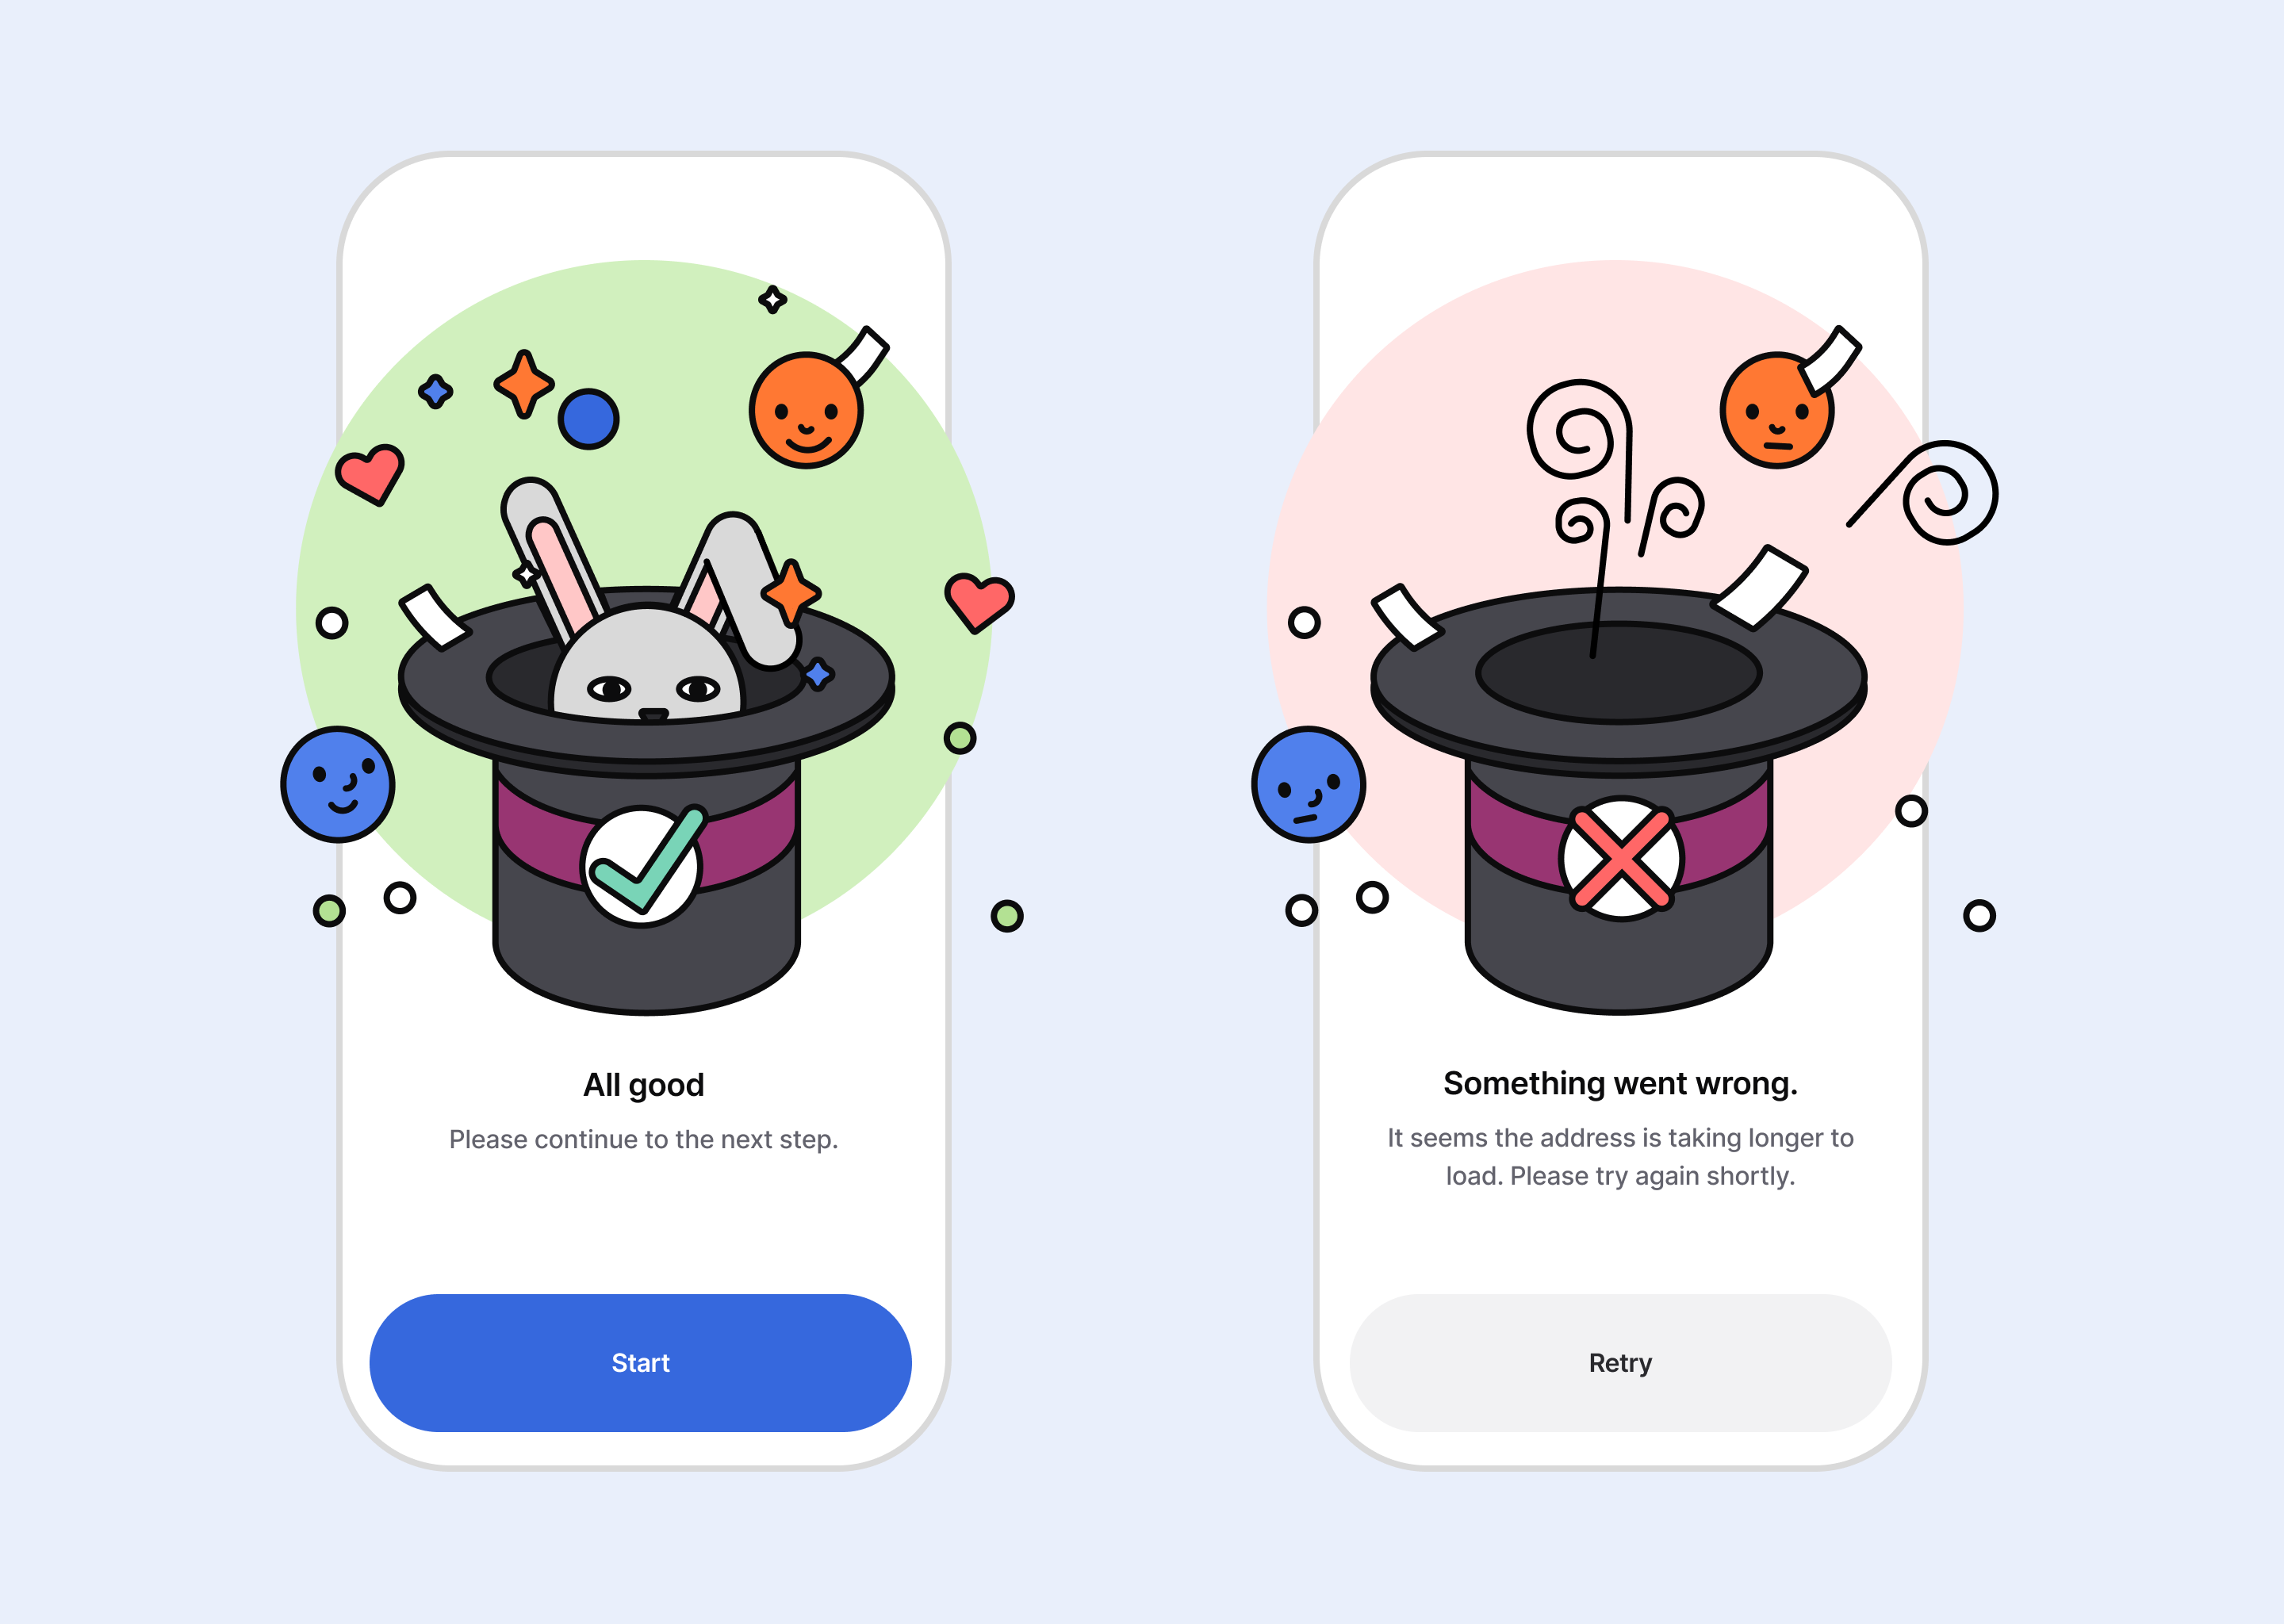 All good
Please continue to the next step.
Start
Something went wrong.
It seems the address is taking longer to
load. Please try again shortly.
Retry